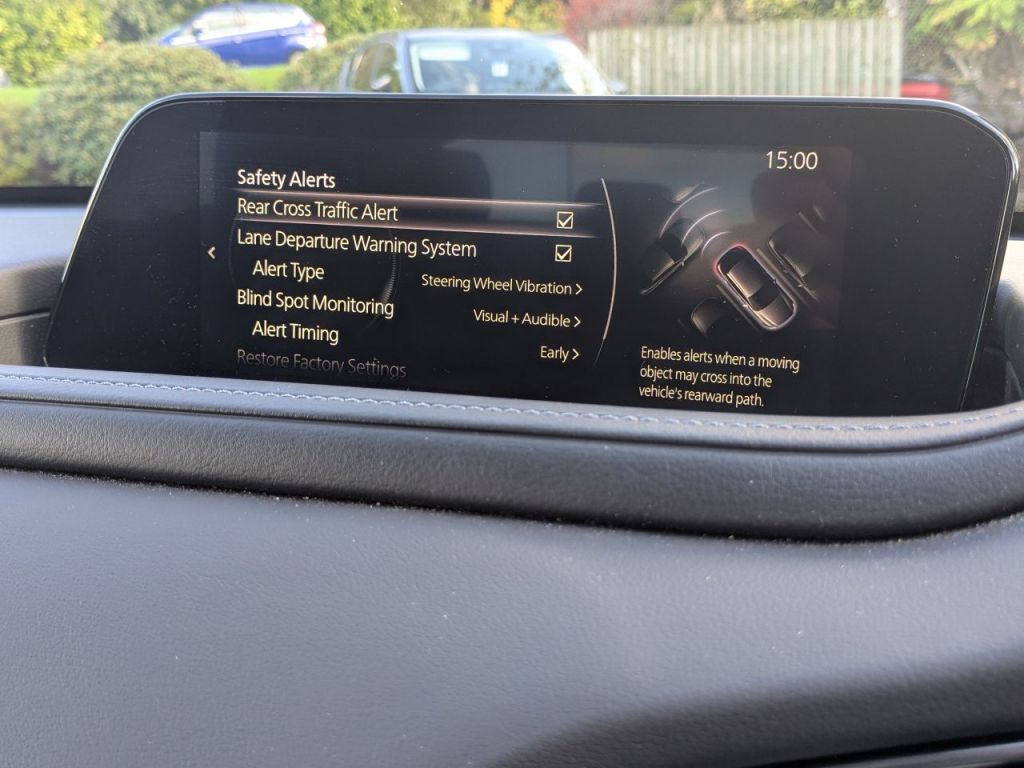 15:00
Safety Alerts
Rear Cross Traffic Alert
Lane Departure Warning System
Alert Type Steering Wheel Vibration
Blind Spot Monitoring Visual + Audible
Alert Timing Early
Restore Factory Settings
Enables alerts when a moving
object may cross into the
vehicle's rearward path.